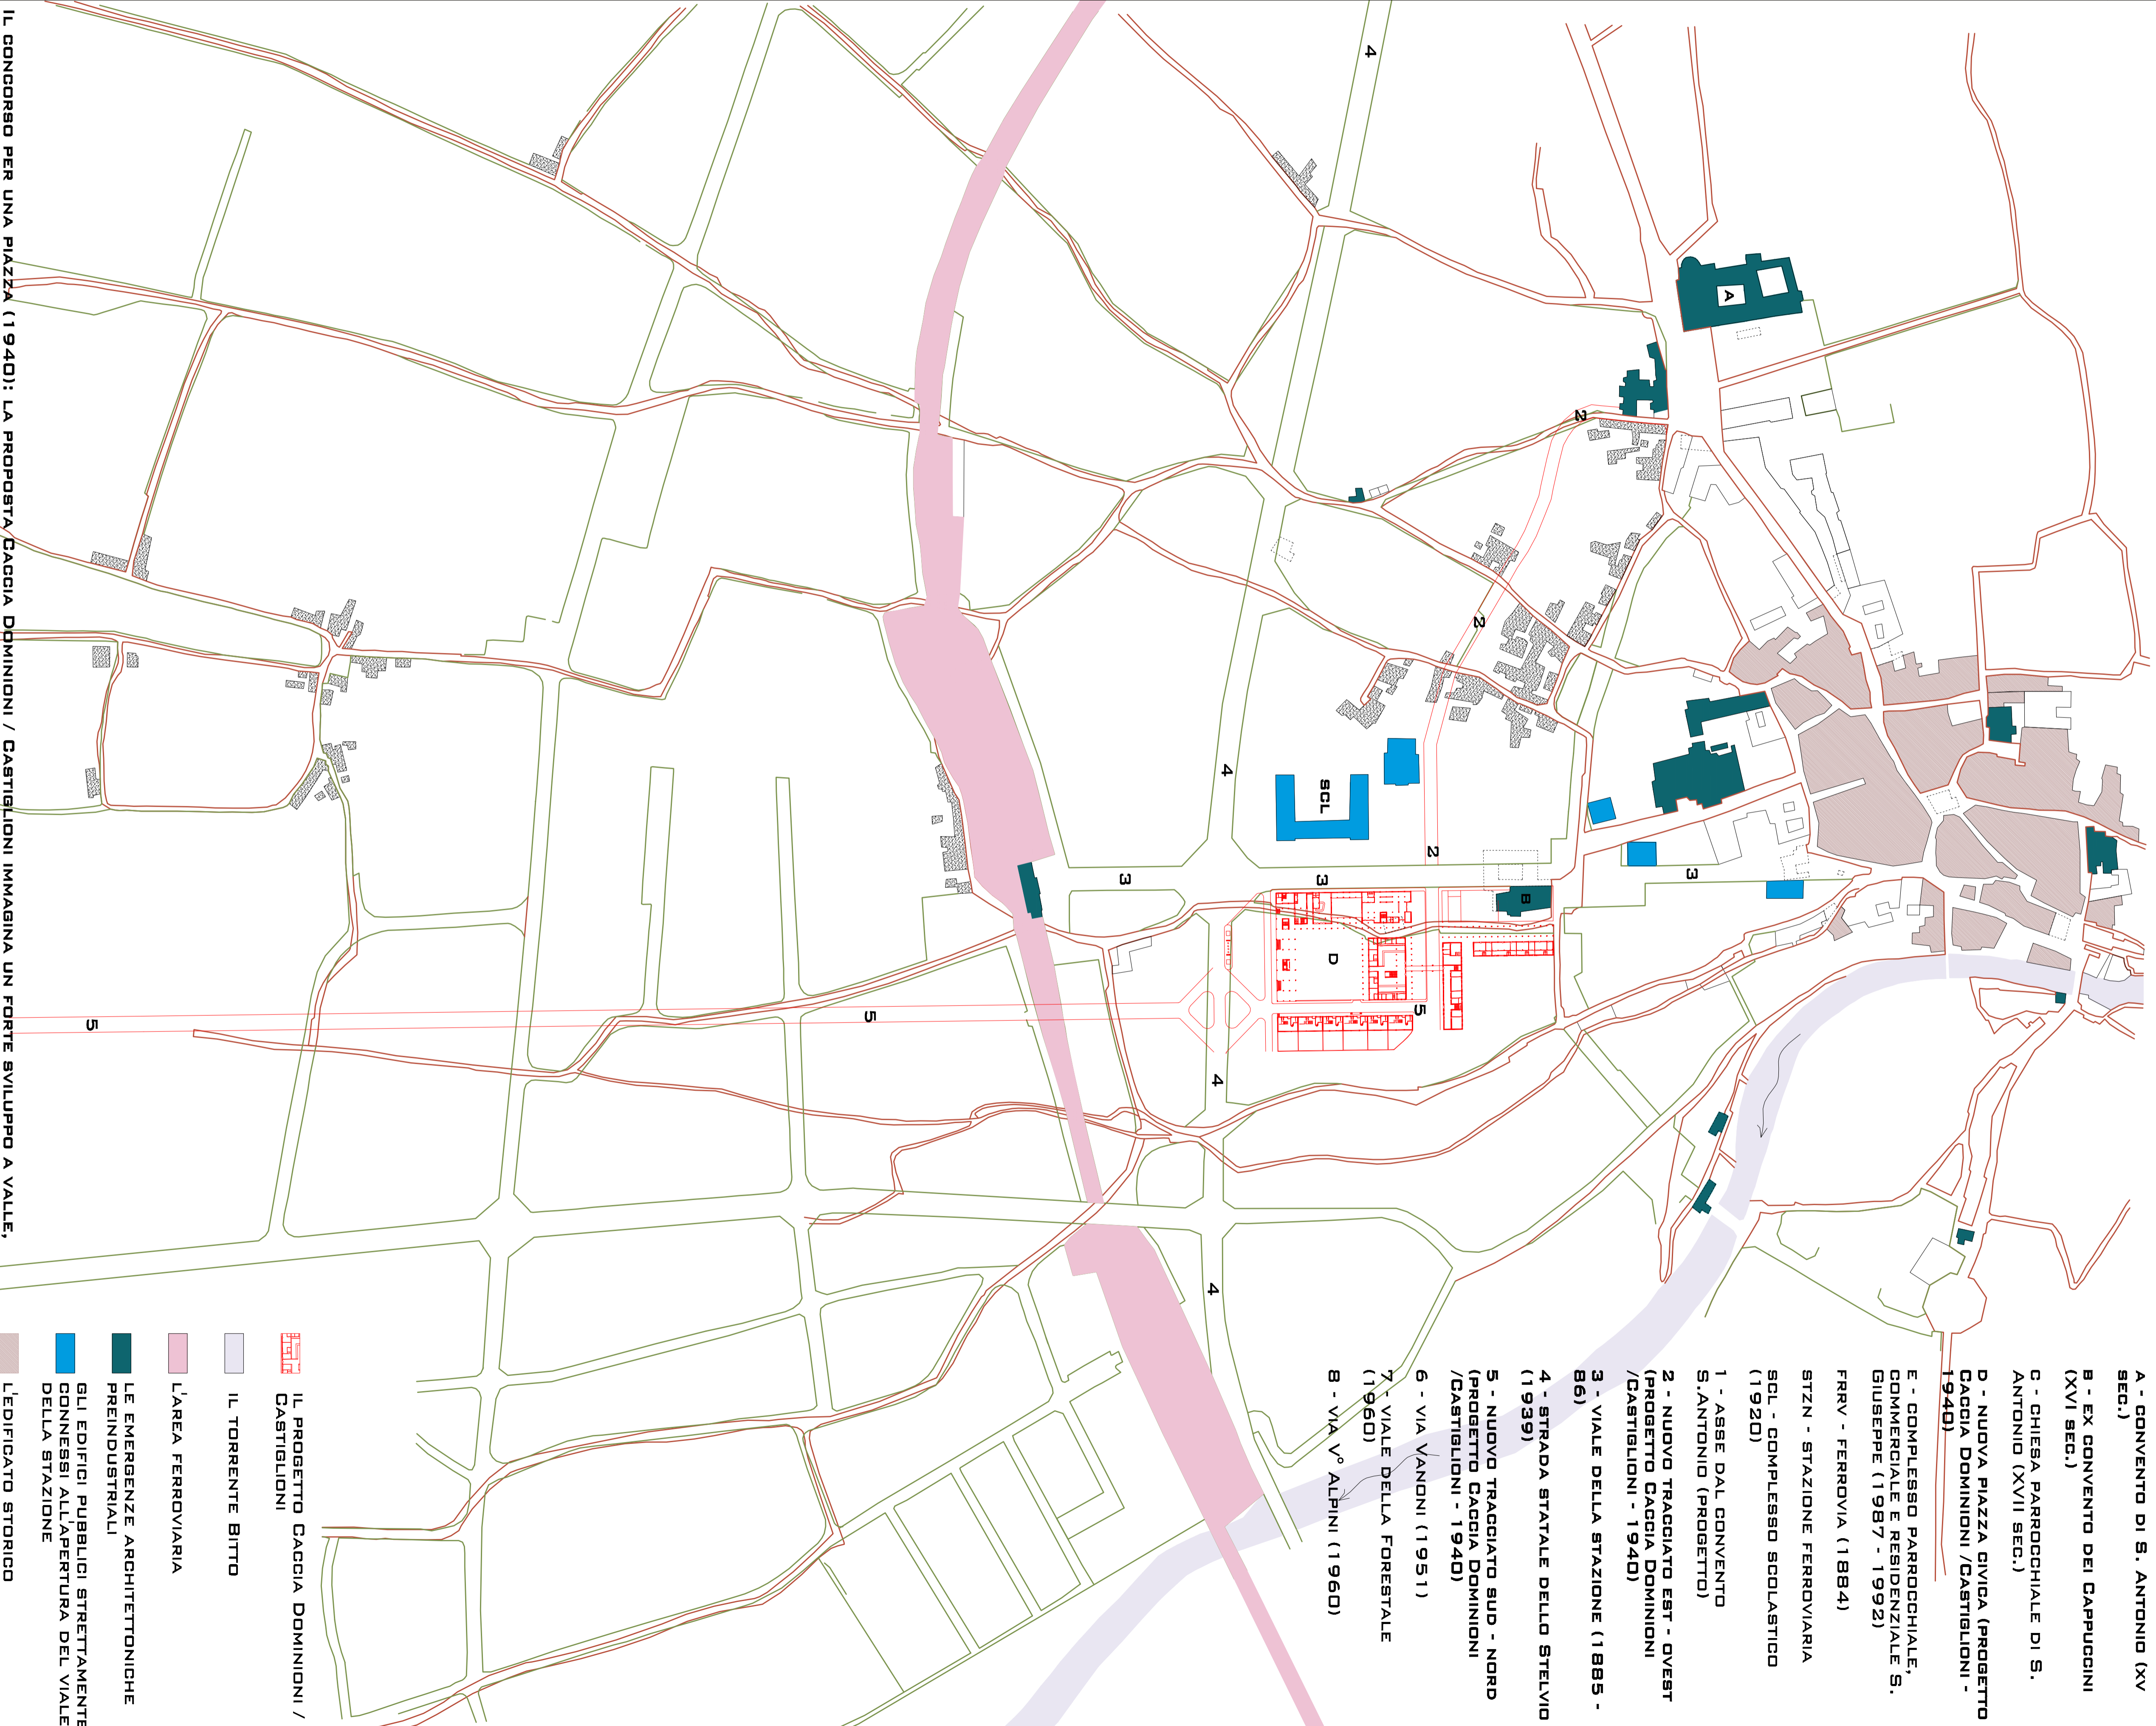 IL CONCORSO PER UNA PIAZZA (1940): LA PROPOSTA CACCIA DOMINIONI / CASTIGLIONI IMMAGINA UN FORTE SVILUPPO A VALLE,
A - CONVENTO DI S. ANTONIO (XV
SEC.)
B - EX CONVENTO DEI CAPPUCCINI
(XVI SEC.)
C - CHIESA PARROCCHIALE DI S.
ANTONIO (XVII SEC.)
D - NUOVA PIAZZA CIVICA (PROGETTO
CACCIA DOMINIONI /CASTIGLIONI -
1940)
E - COMPLESSO PARROCCHIALE,
COMMERCIALE E RESIDENZIALE S.
GIUSEPPE (1987 - 1992)
FRRV - FERROVIA (1884)
STZN - STAZIONE FERROVIARIA
SCL - COMPLESSO SCOLASTICO
(1920)
1 - ASSE DAL CONVENTO
S.ANTONIO (PROGETTO)
2 - NUOVO TRACCIATO EST - OVEST
(PROGETTO CACCIA DOMINIONI
/CASTIGLIONI - 1940)
3 - VIALE DELLA STAZIONE (1885 -
86)
4 - STRADA STATALE DELLO STELVIO
(1939)
5 - NUOVO TRACCIATO SUD - NORD
(PROGETTO CACCIA DOMINIONI
/CASTIGLIONI - 1940)
6 - VIA VANONI (1951)
7 - VIALE DELLA FORESTALE
(1960)
8 - VIA V° ALPINI (1960)
IL PROGETTO CACCIA DOMINIONI /
CASTIGLIONI
IL TORRENTE BITTO
L'AREA FERROVIARIA
LE EMERGENZE ARCHITETTONICHE
PREINDUSTRIALI
GLI EDIFICI PUBBLICI STRETTAMENTE
CONNESSI ALL'APERTURA DEL VIALE
DELLA STAZIONE
L'EDIFICATO STORICO
A
B
D
SCL
2
2
2
3
3
3
4
4
4
4
5
5
5